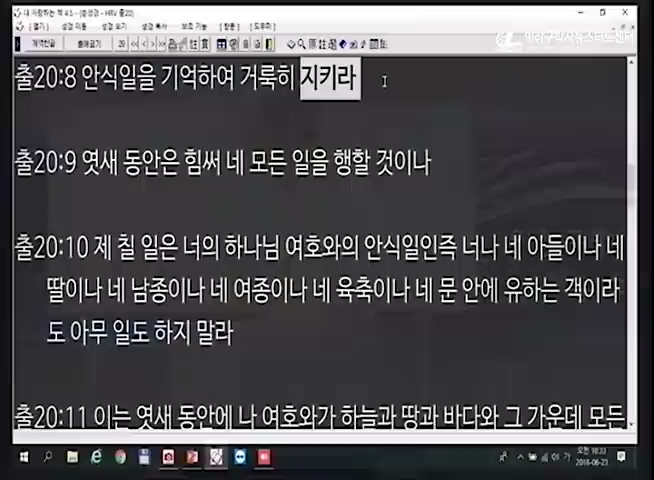 출20:8 안식일을 기억하여 거룩히 지키라
출20:9 엿새 동안은 힘써 네 모든 일을 행할 것이나
출20:10 제 칠 일은 너의 하나님 여호와의 안식일인즉 너나 네 아들이나 네
딸이나 네 남종이나 네 여종이나 네 육축이나 네 문 안에 유하는 객이라
도 아무 일도 하지 말라
출20:11 이는 엿새 동안에 나 여호와가 하늘과 땅과 바다와 그 가운데 모든
오전 10:33
2018-06-23